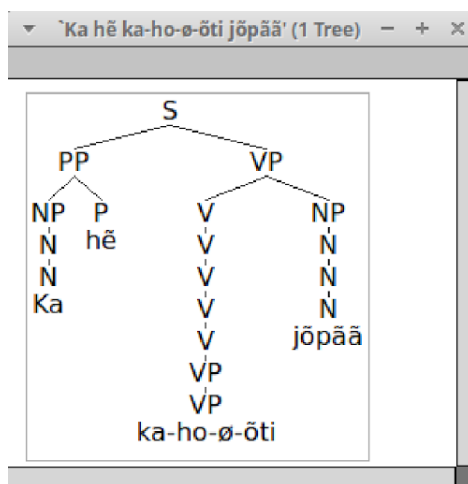 `Ka hẽ ka-ho-ø-õti jõpãã' (1 Tree)
S
PP VP
NP P V NP
N hẽ V N
N V N
Ka V N
V jõpãã
VP
VP
ka-ho-ø-õti